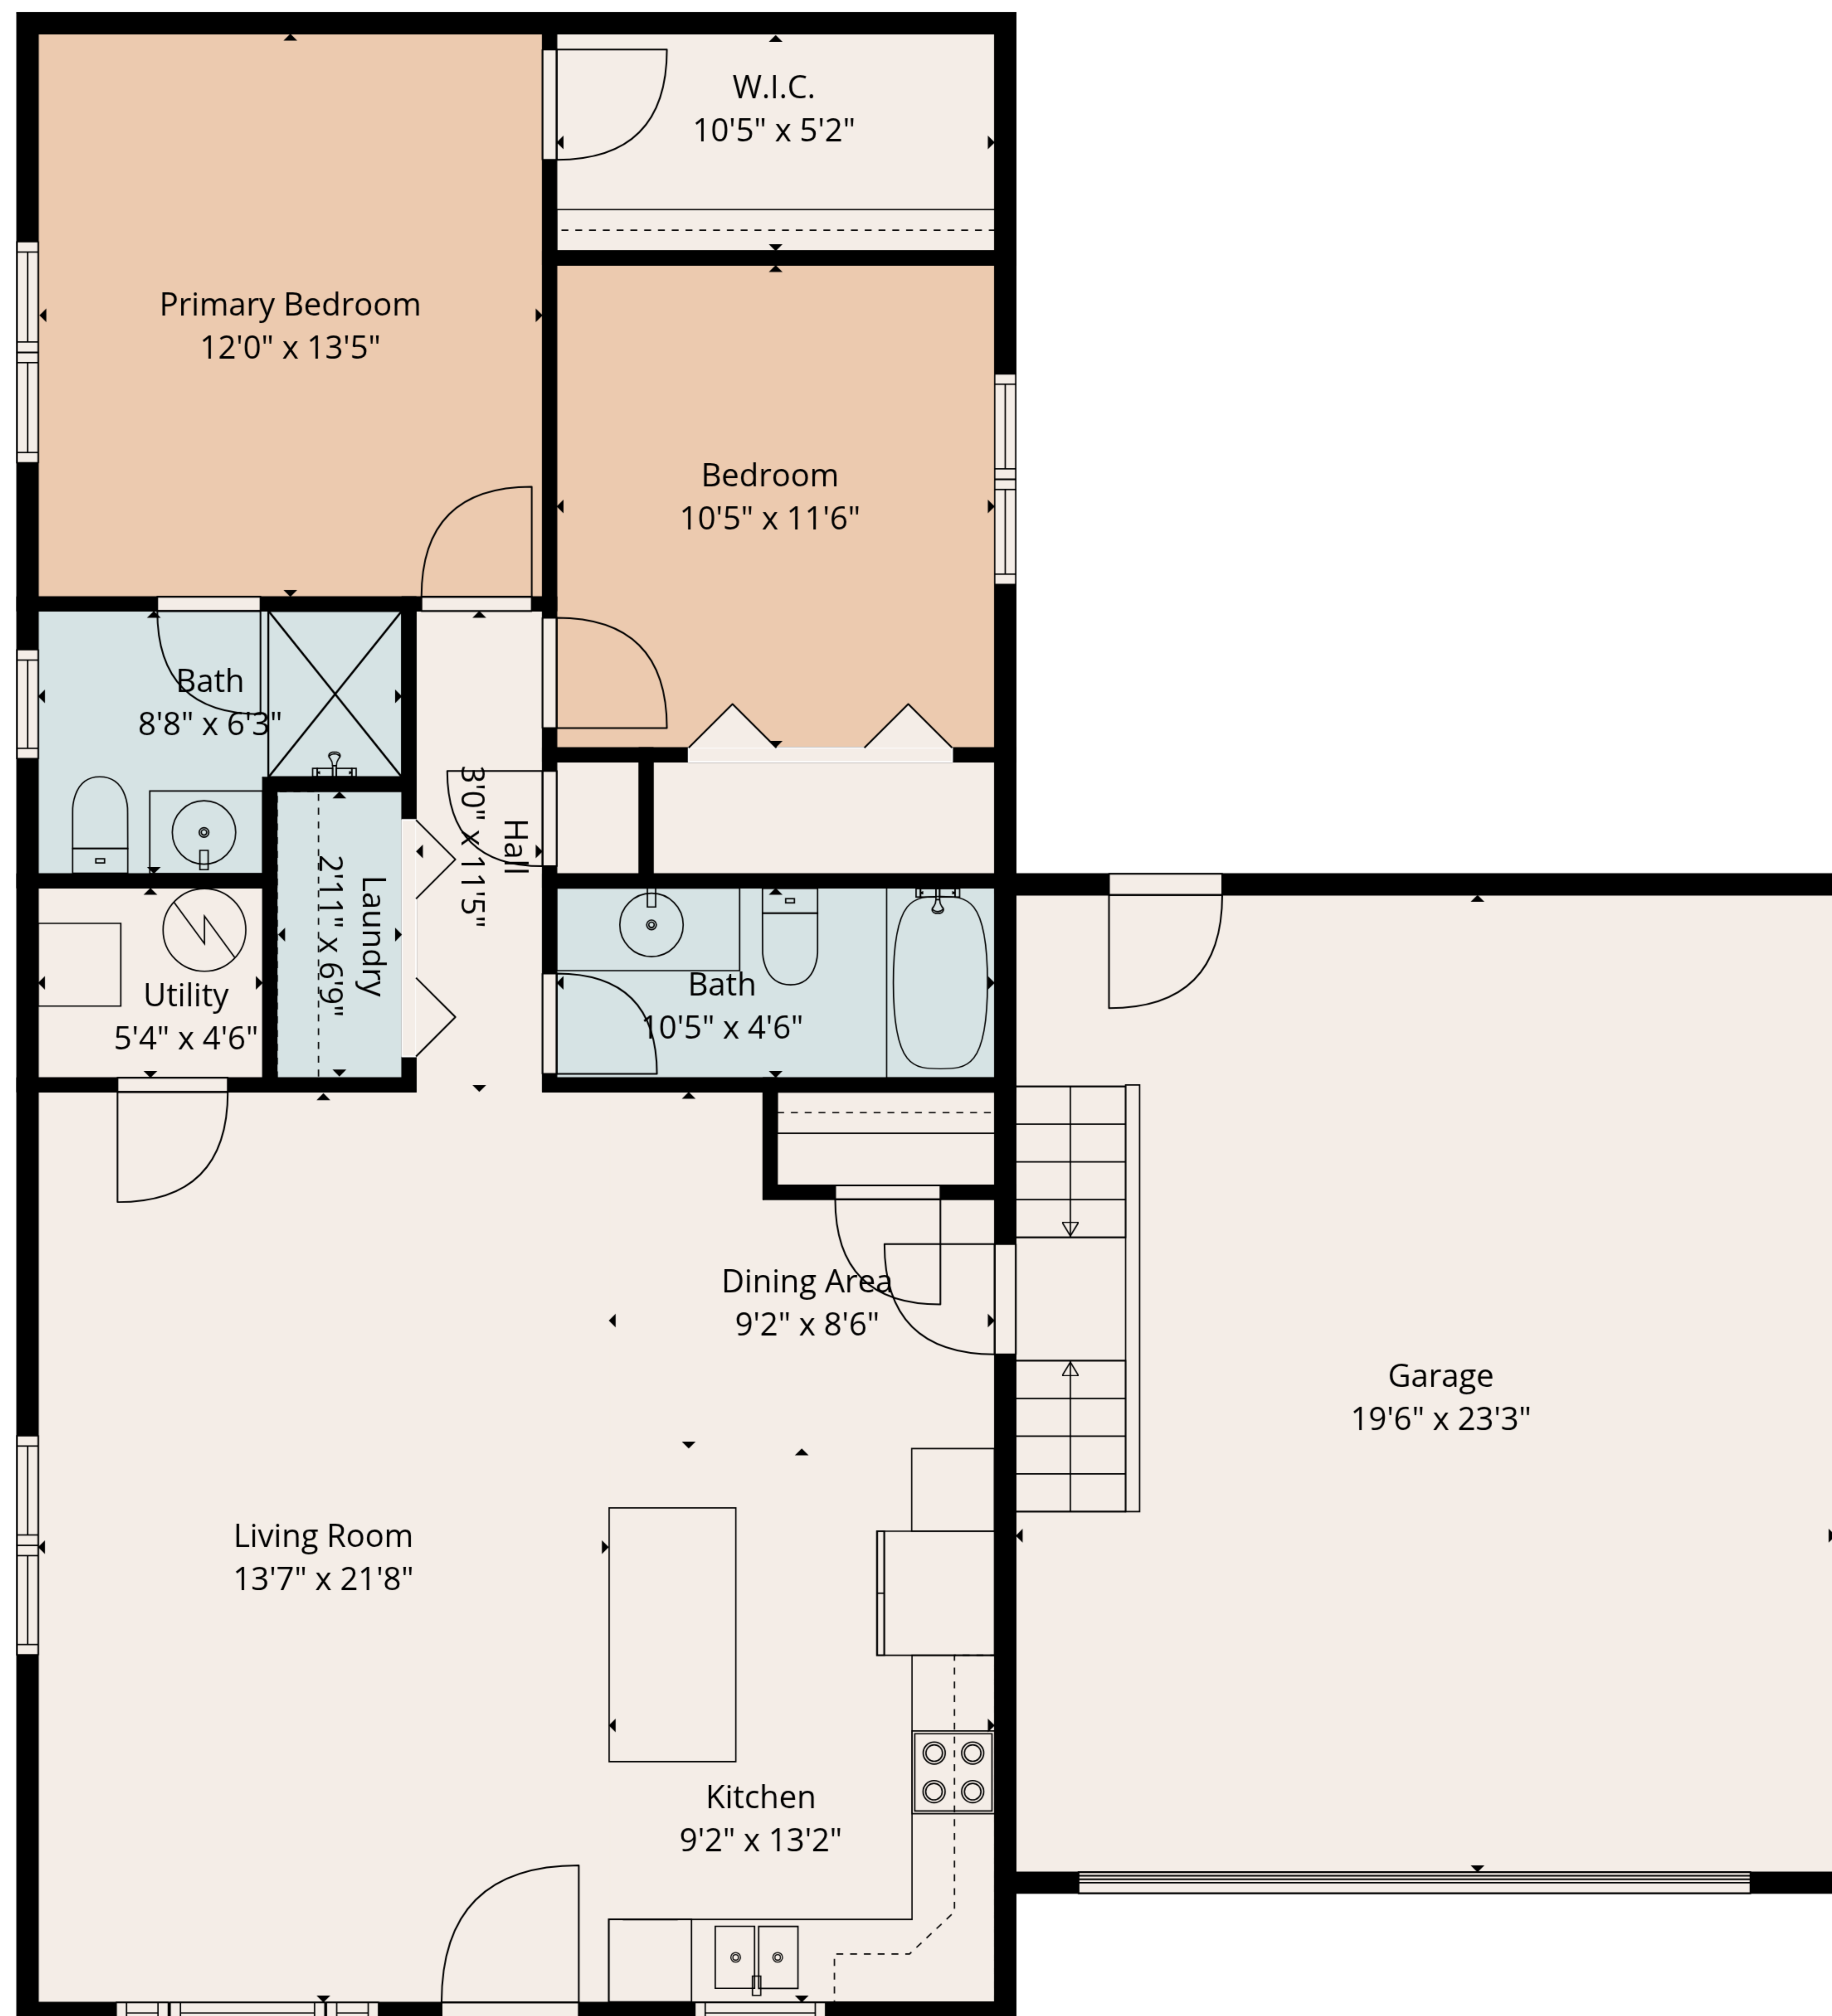 W.I.C.
10'5" x 5'2"
Primary Bedroom
12'0" x 13'5"
Bedroom
10'5" x 11'6"
Bath
8'8" x 6'3"
Hall
3'0" x 11'5"
Laundry
2'11" x 6'9"
Utility
5'4" x 4'6"
Bath
10'5" x 4'6"
Dining Area
9'2" x 8'6"
Garage
19'6" x 23'3"
Living Room
13'7" x 21'8"
Kitchen
9'2" x 13'2"